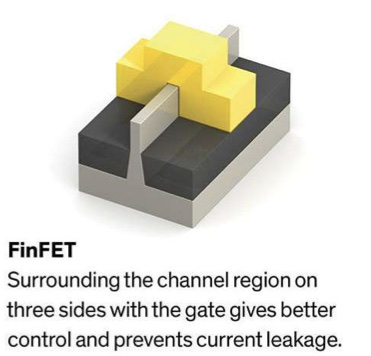 FinFET
Surrounding the channel region on
three sides with the gate gives better
control and prevents current leakage.